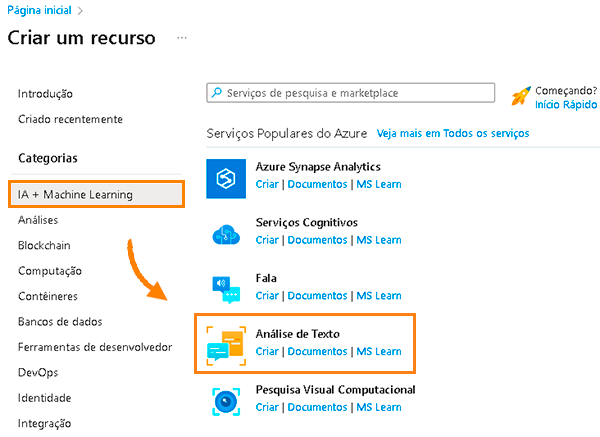 Página inicial >
Criar um recurso ...
Introdução
Criado recentemente
Categorias
IA + Machine Learning
Análises
Blockchain
Computação
Contêineres
Bancos de dados
Ferramentas de desenvolvedor
DevOps
Identidade
Integração
Serviços de pesquisa e marketplace
Começando?
Início Rápido
Serviços Populares do Azure Veja mais em Todos os serviços
Azure Synapse Analytics
Criar | Documentos | MS Learn
Serviços Cognitivos
Criar | Documentos | MS Learn
Fala
Criar | Documentos | MS Learn
Análise de Texto
Criar | Documentos | MS Learn
Pesquisa Visual Computacional
Criar | Documentos | MS Learn